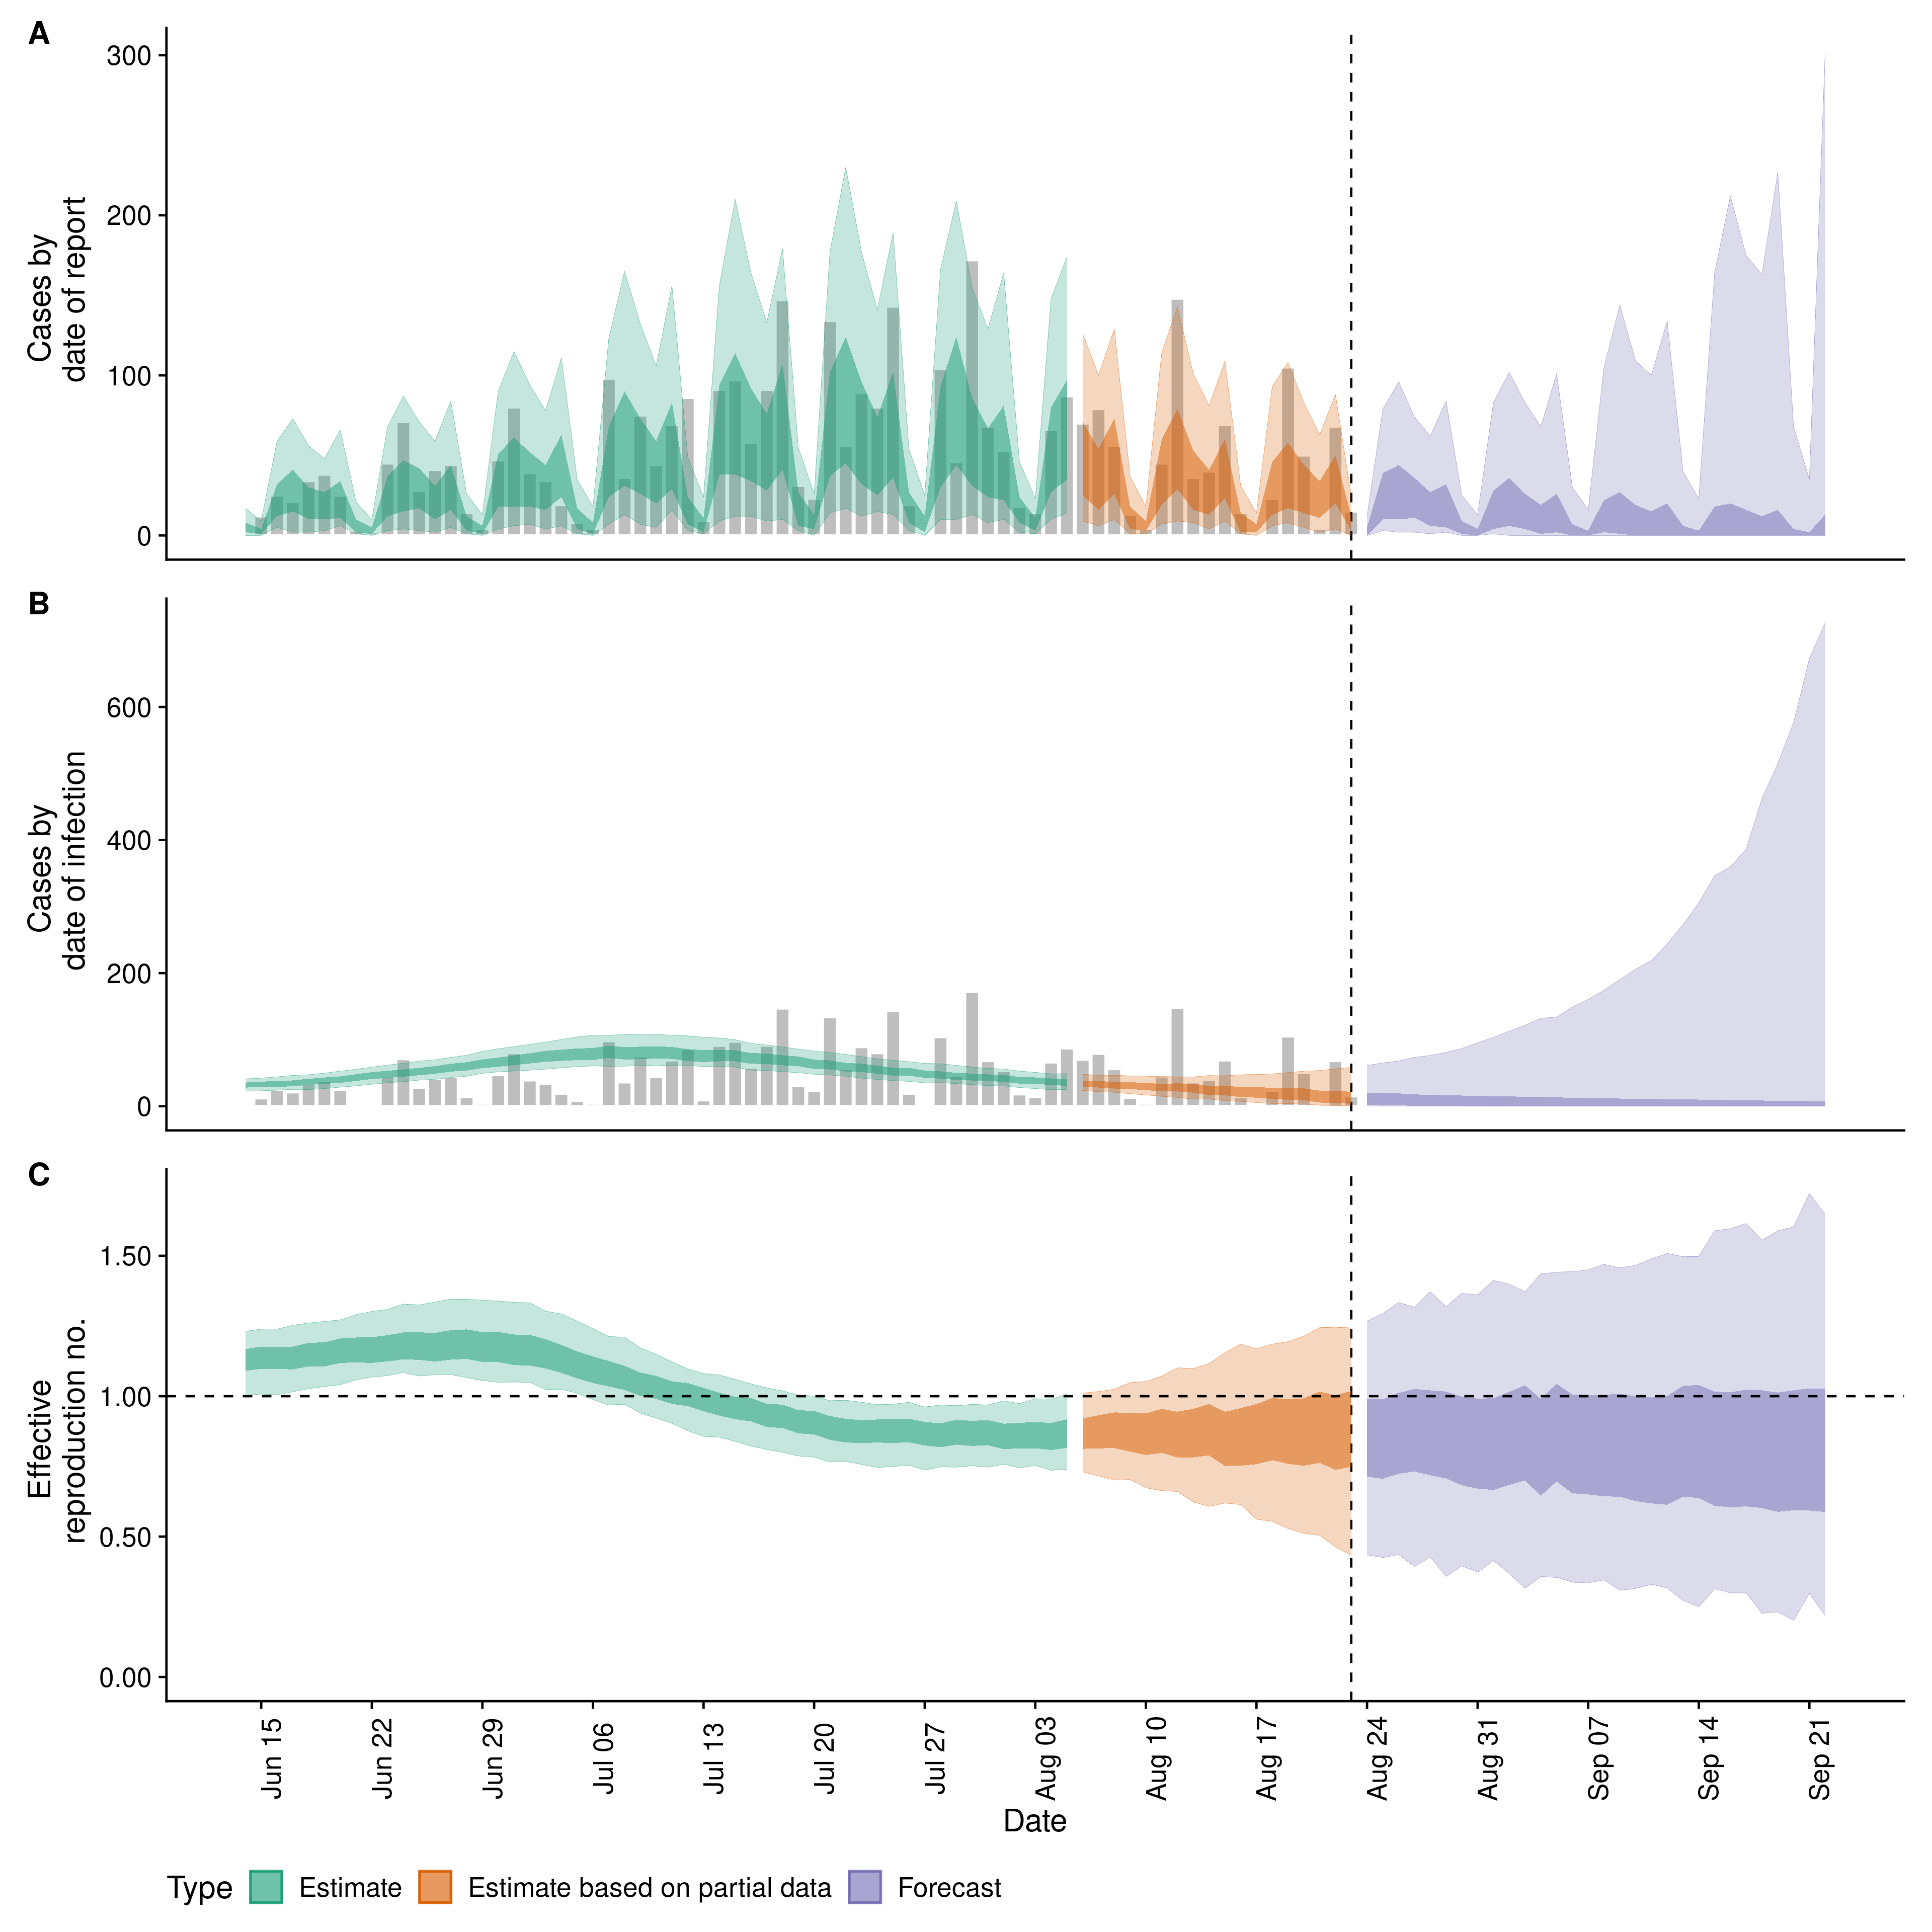 A
300
200
100
0
Cases by
date of report
B
600
400
200
0
Cases by
date of infection
C
1.50
1.00
0.50
0.00
Effective
reproduction no.
Jun 15
Jun 22
Jun 29
Jul 06
Jul 13
Jul 20
Jul 27
Aug 03
Aug 10
Aug 17
Aug 24
Aug 31
Sep 07
Sep 14
Sep 21
Date
Type Estimate Estimate based on partial data Forecast